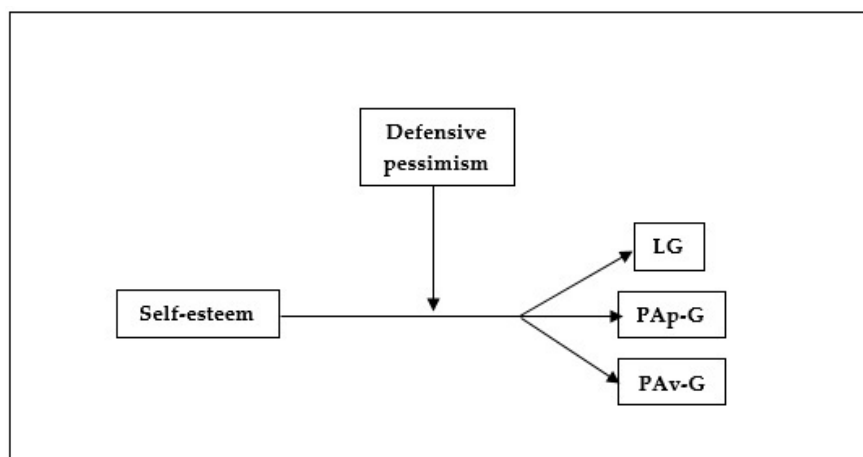 Defensive
pessimism
LG
Self-esteem
PAp-G
PAv-G